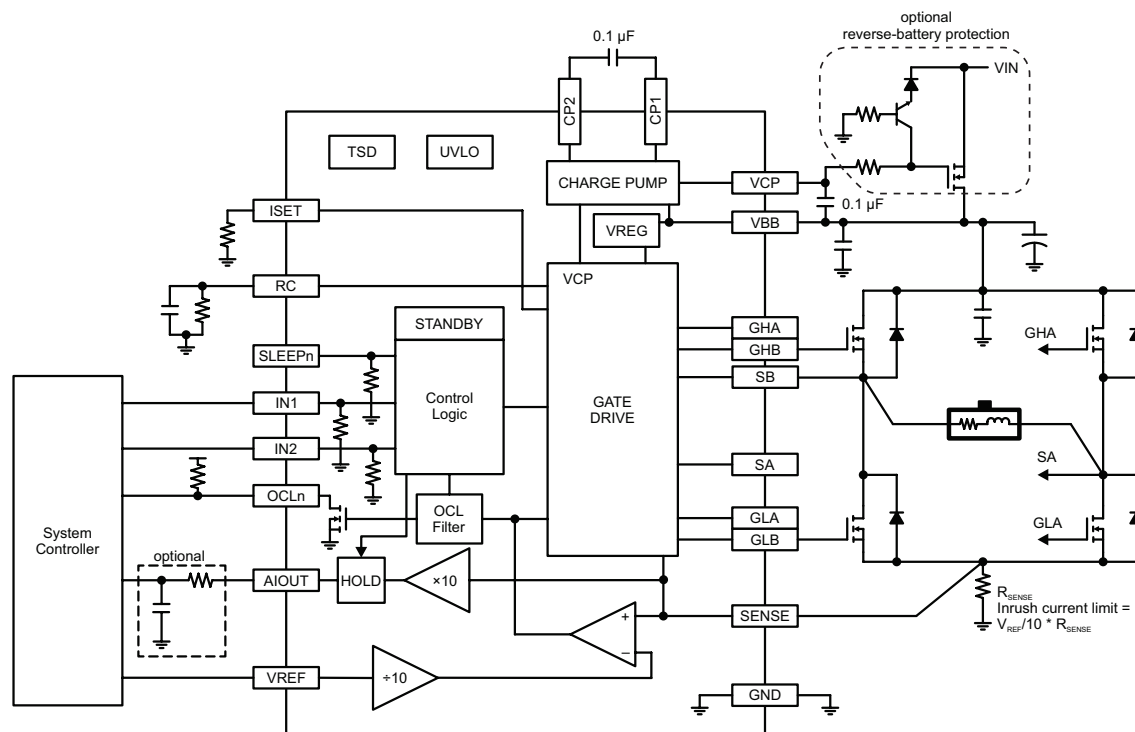 optional
reverse-battery protection
0.1 µF
VIN
CP2
CP1
TSD
UVLO
CHARGE PUMP
VCP
0.1 µF
ISET
VREG
VBB
RC
VCP
STANDBY
GHA
GHA
SLEEPn
GHB
SB
IN1
Control
Logic
GATE
DRIVE
IN2
SA
SA
OCLn
OCL
Filter
GLA
GLA
GLB
System
Controller
optional
AIOUT
HOLD
×10
RSENSE
Inrush current limit =
VREF/10 * RSENSE
+
SENSE
–
VREF
÷10
GND